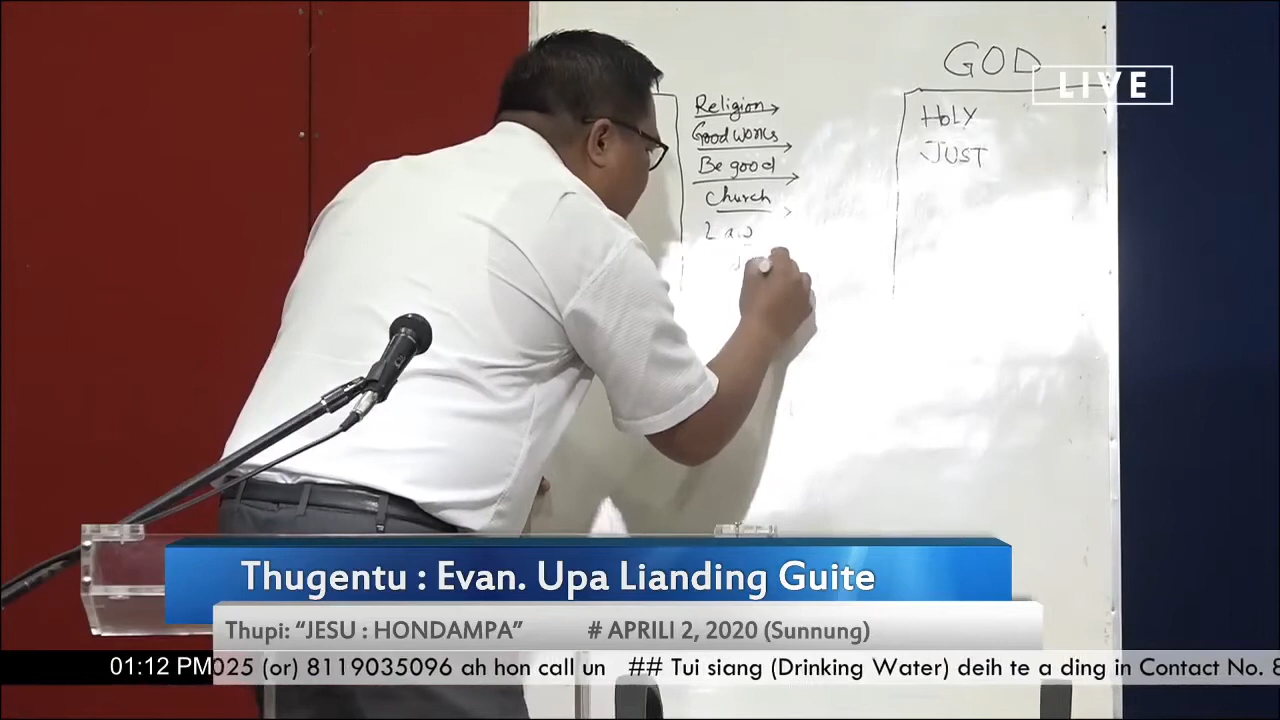 GOD
LIVE
Religion
HOLY
Good works
JUST
Be good
Church
Law
Thugentu : Evan. Upa Lianding Guite
Thupi: “JESU : HONDAMPA” # APRILI 2, 2020 (Sunnung)
01:12 PM 025 (or) 8119035096 ah hon call un ## Tui siang (Drinking Water) deih te a ding in Contact No. 8